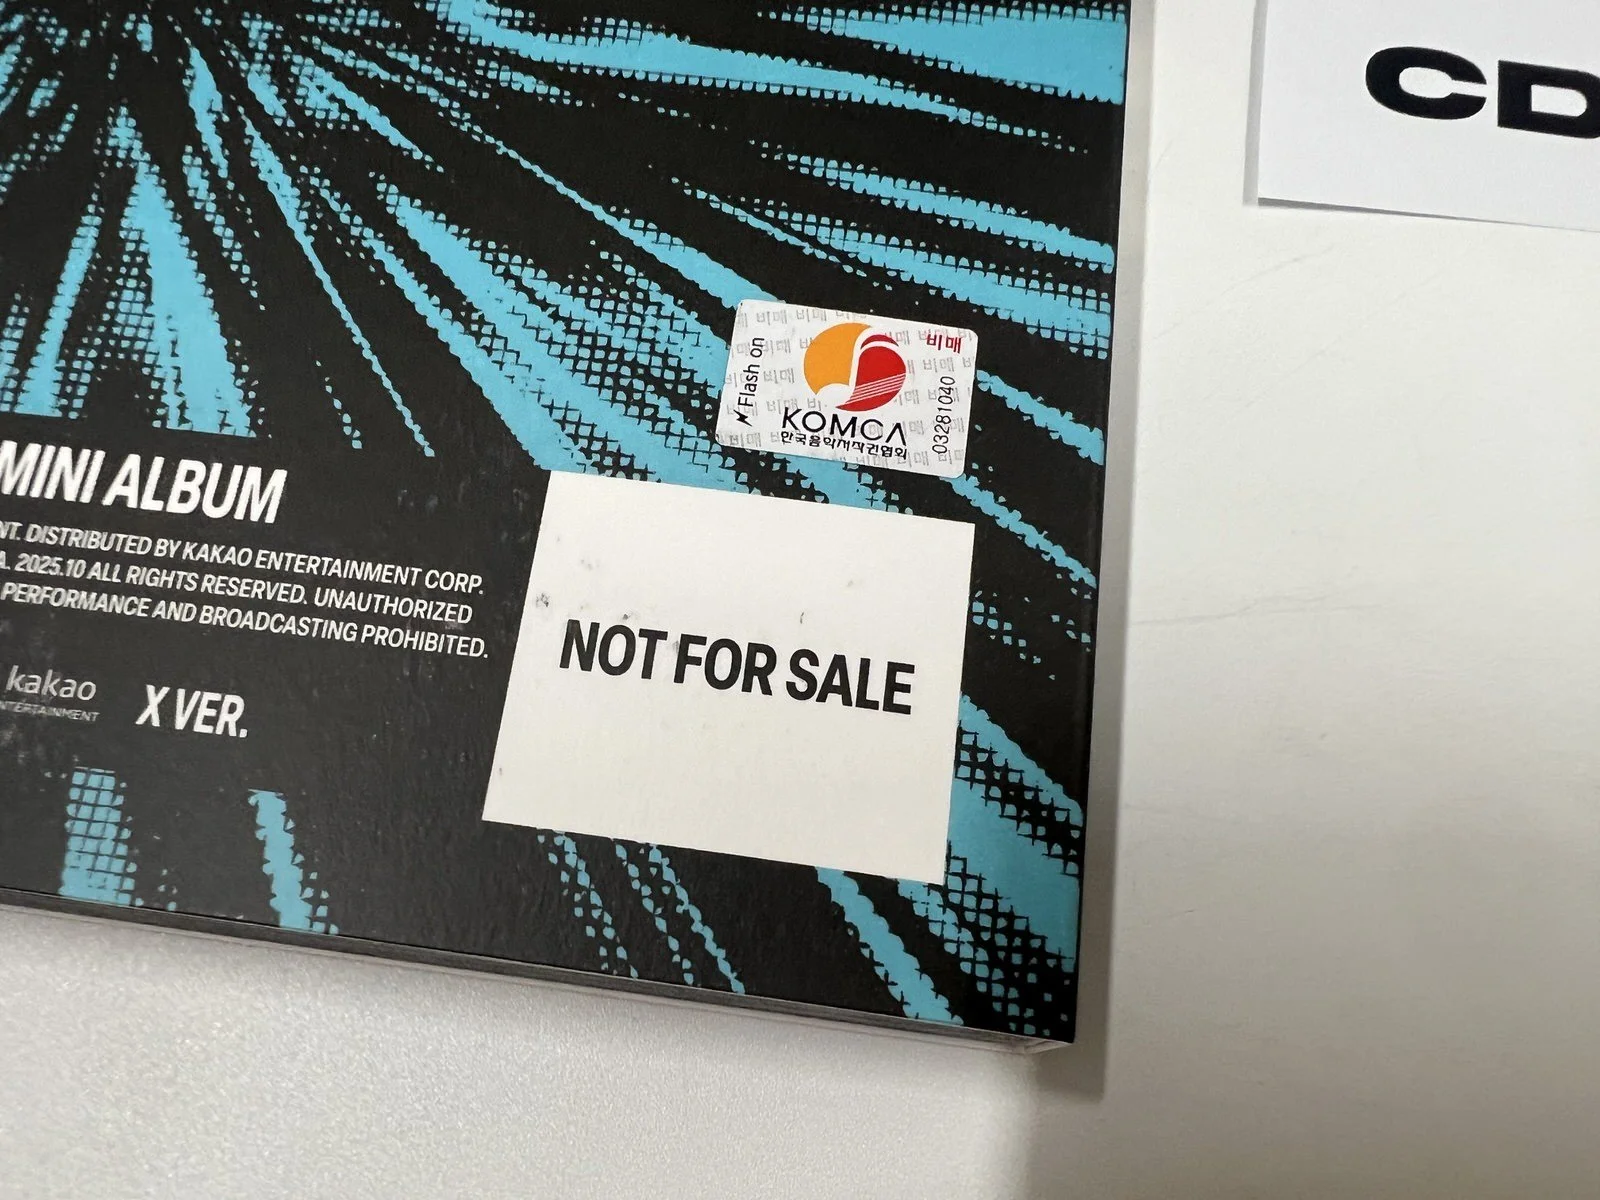 CD
비매
Flash on
KOMCA
한국음악저작권협회
03281040
MINI ALBUM
NT. DISTRIBUTED BY KAKAO ENTERTAINMENT CORP.
A. 2025.10 ALL RIGHTS RESERVED. UNAUTHORIZED
PERFORMANCE AND BROADCASTING PROHIBITED.
kakao
ENTERTAINMENT
X VER.
NOT FOR SALE